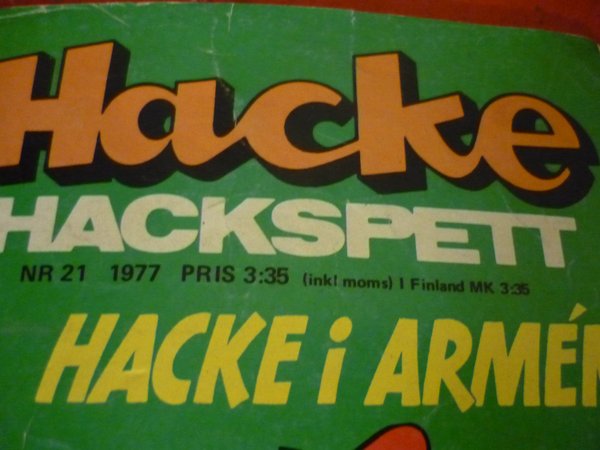 Hacke
HACKSPETT
NR 21 1977 PRIS 3:35 (inkl moms) I Finland MK 3:35
HACKE i ARMÉN